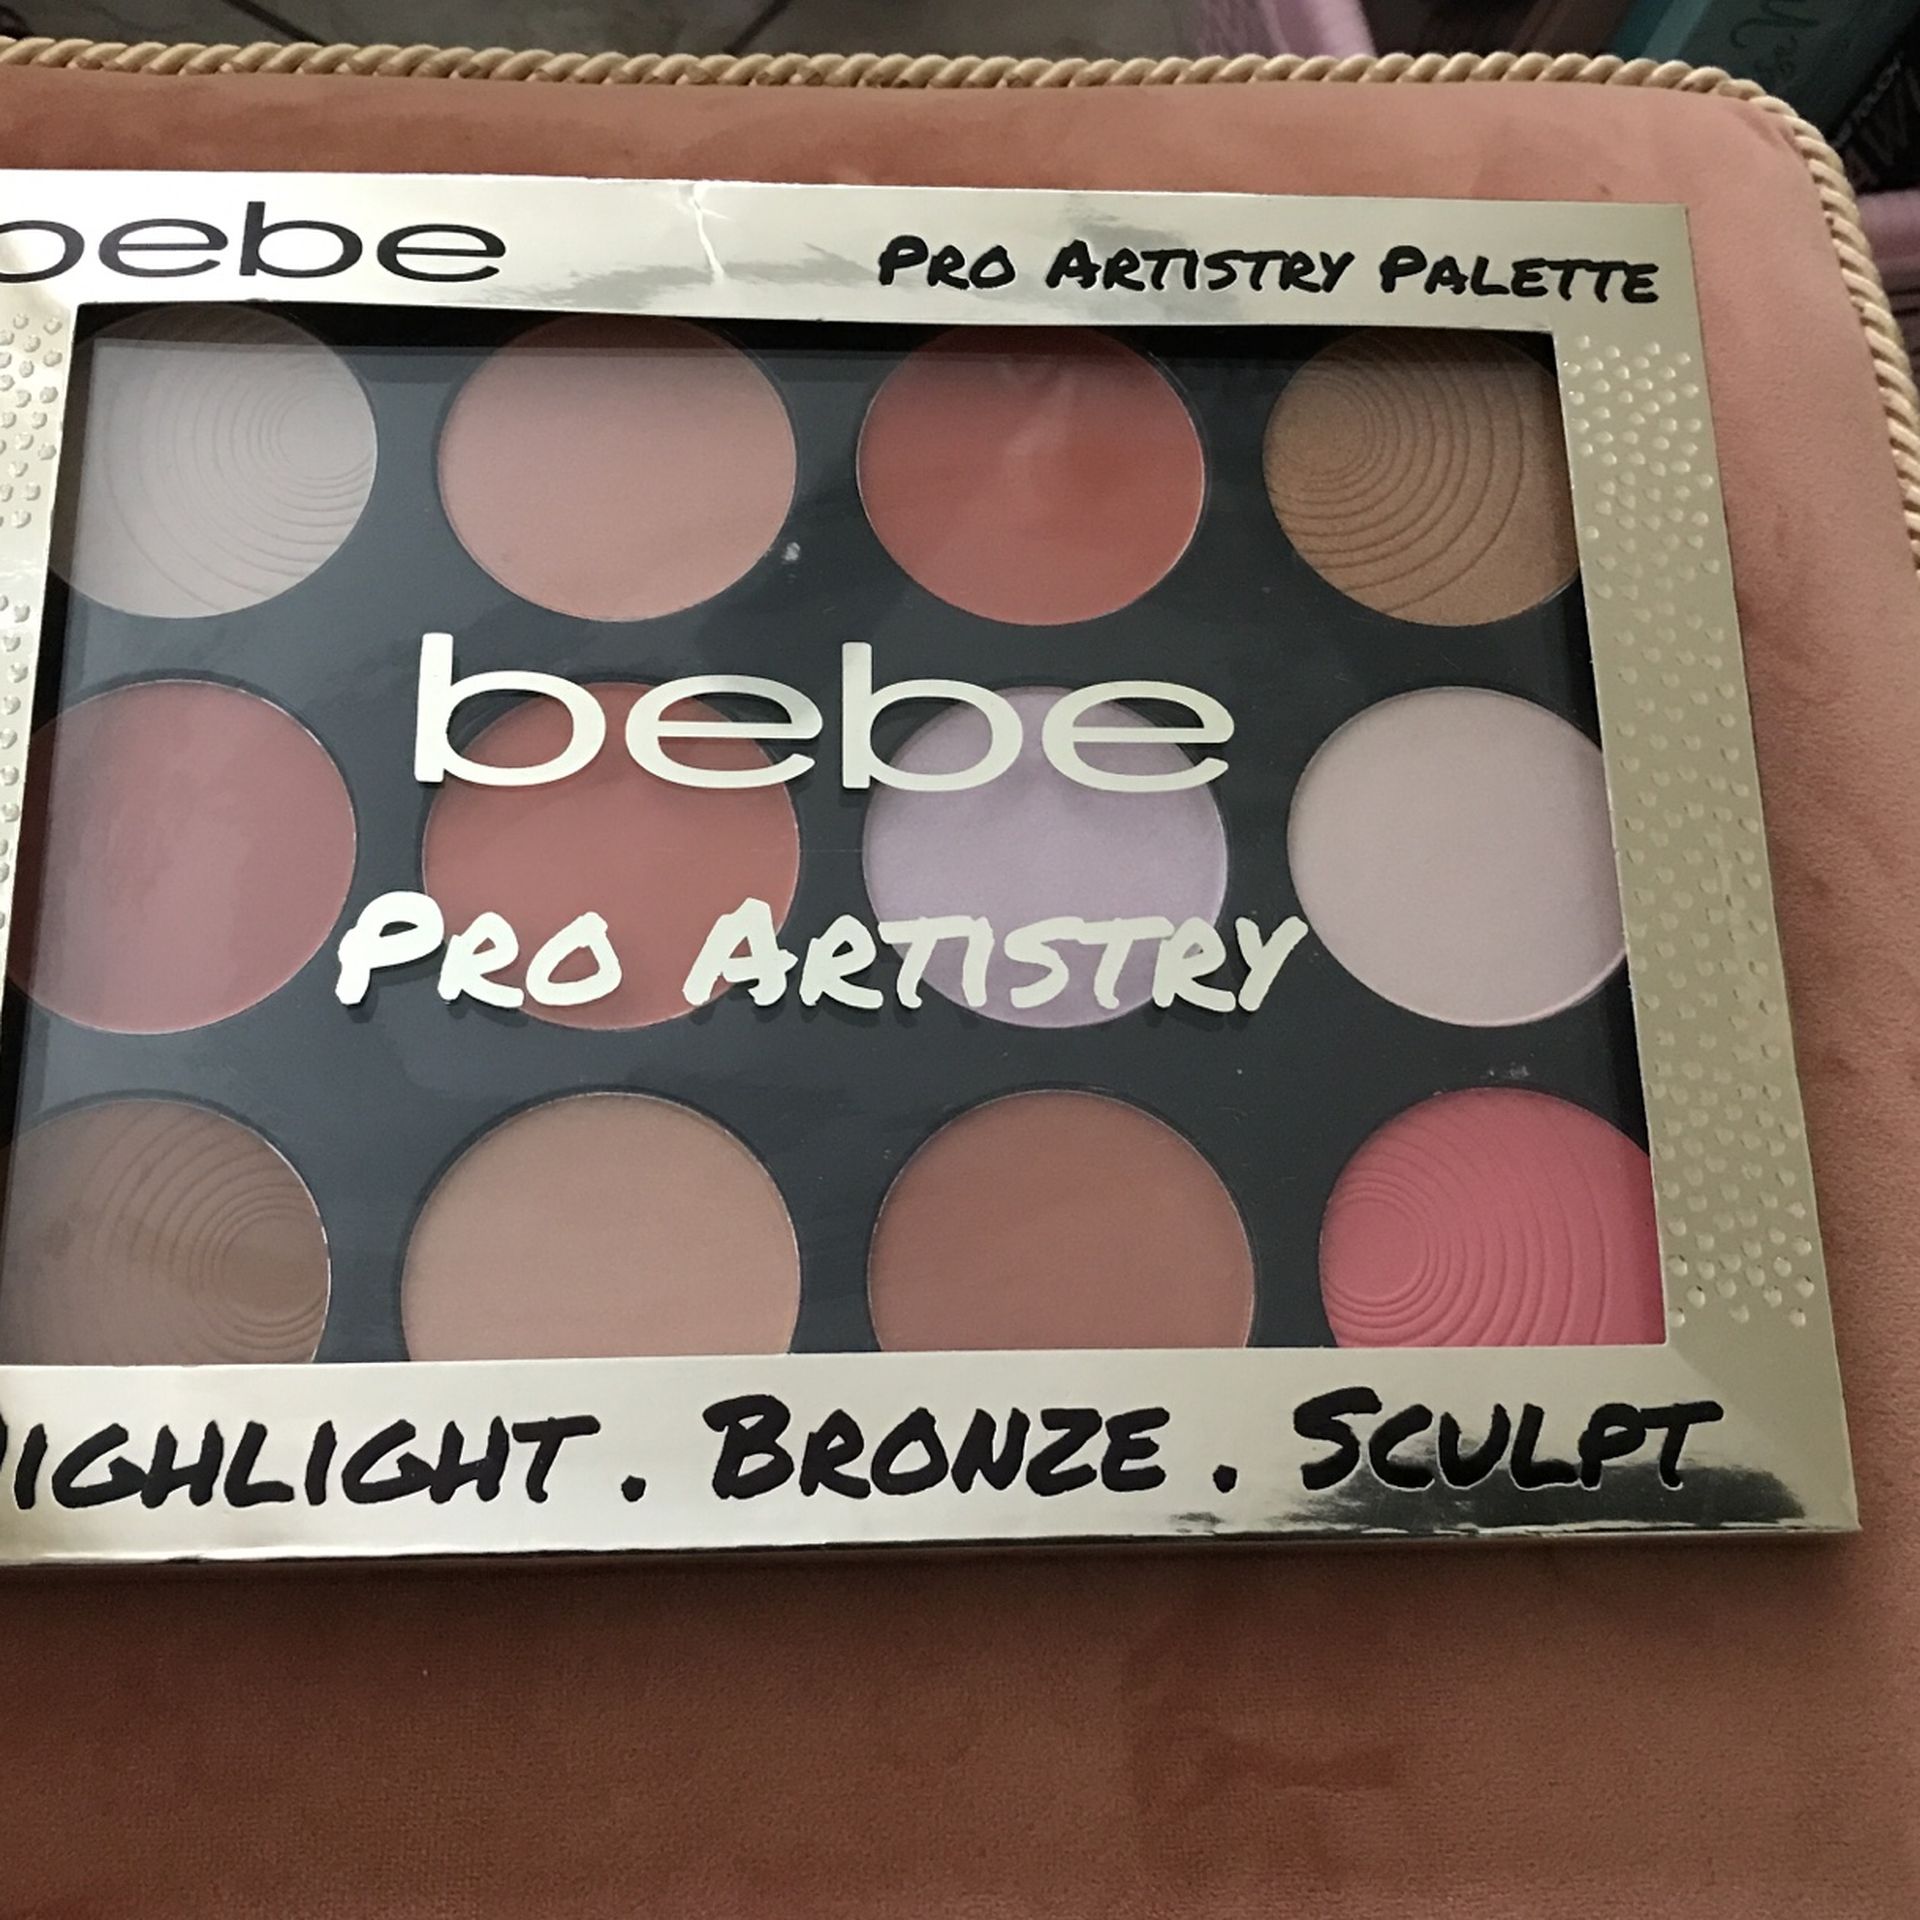 bebe Pro Artistry Palette
bebe
Pro Artistry
Highlight . Bronze . Sculpt